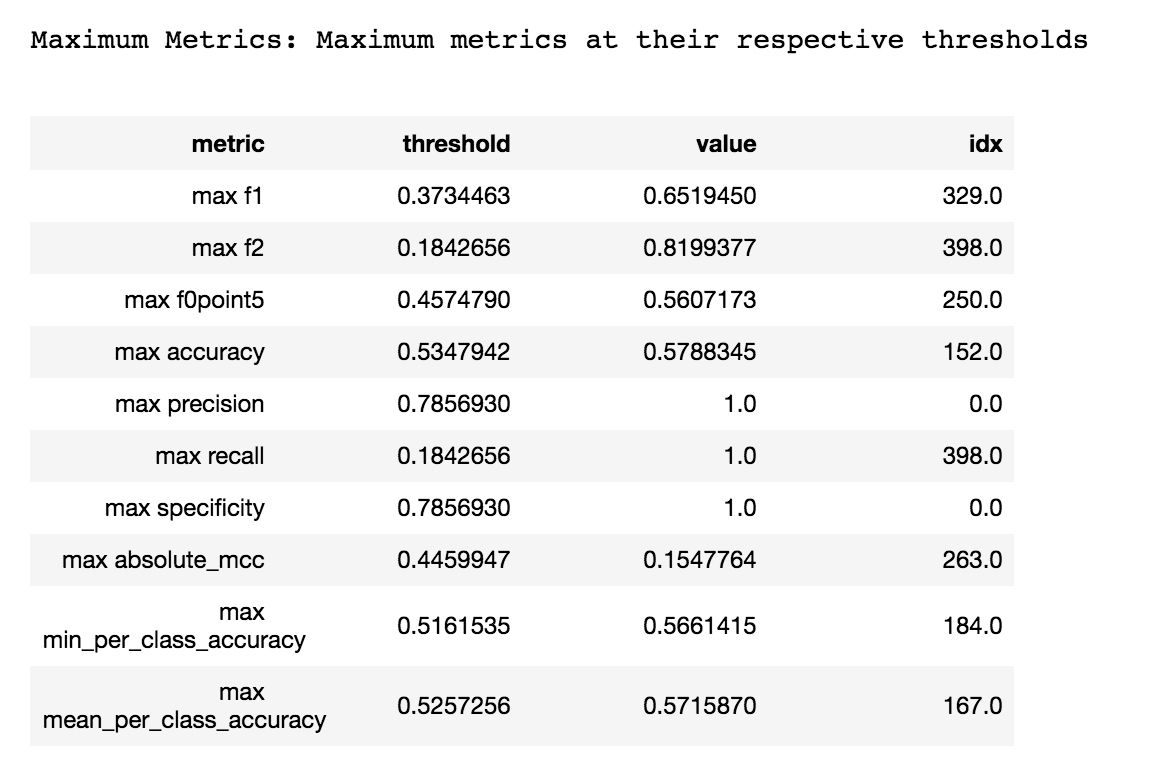 Maximum Metrics: Maximum metrics at their respective thresholds
metric threshold value idx
max f1 0.3734463 0.6519450 329.0
max f2 0.1842656 0.8199377 398.0
max f0point5 0.4574790 0.5607173 250.0
max accuracy 0.5347942 0.5788345 152.0
max precision 0.7856930 1.0 0.0
max recall 0.1842656 1.0 398.0
max specificity 0.7856930 1.0 0.0
max absolute_mcc 0.4459947 0.1547764 263.0
max
min_per_class_accuracy 0.5161535 0.5661415 184.0
max
mean_per_class_accuracy 0.5257256 0.5715870 167.0